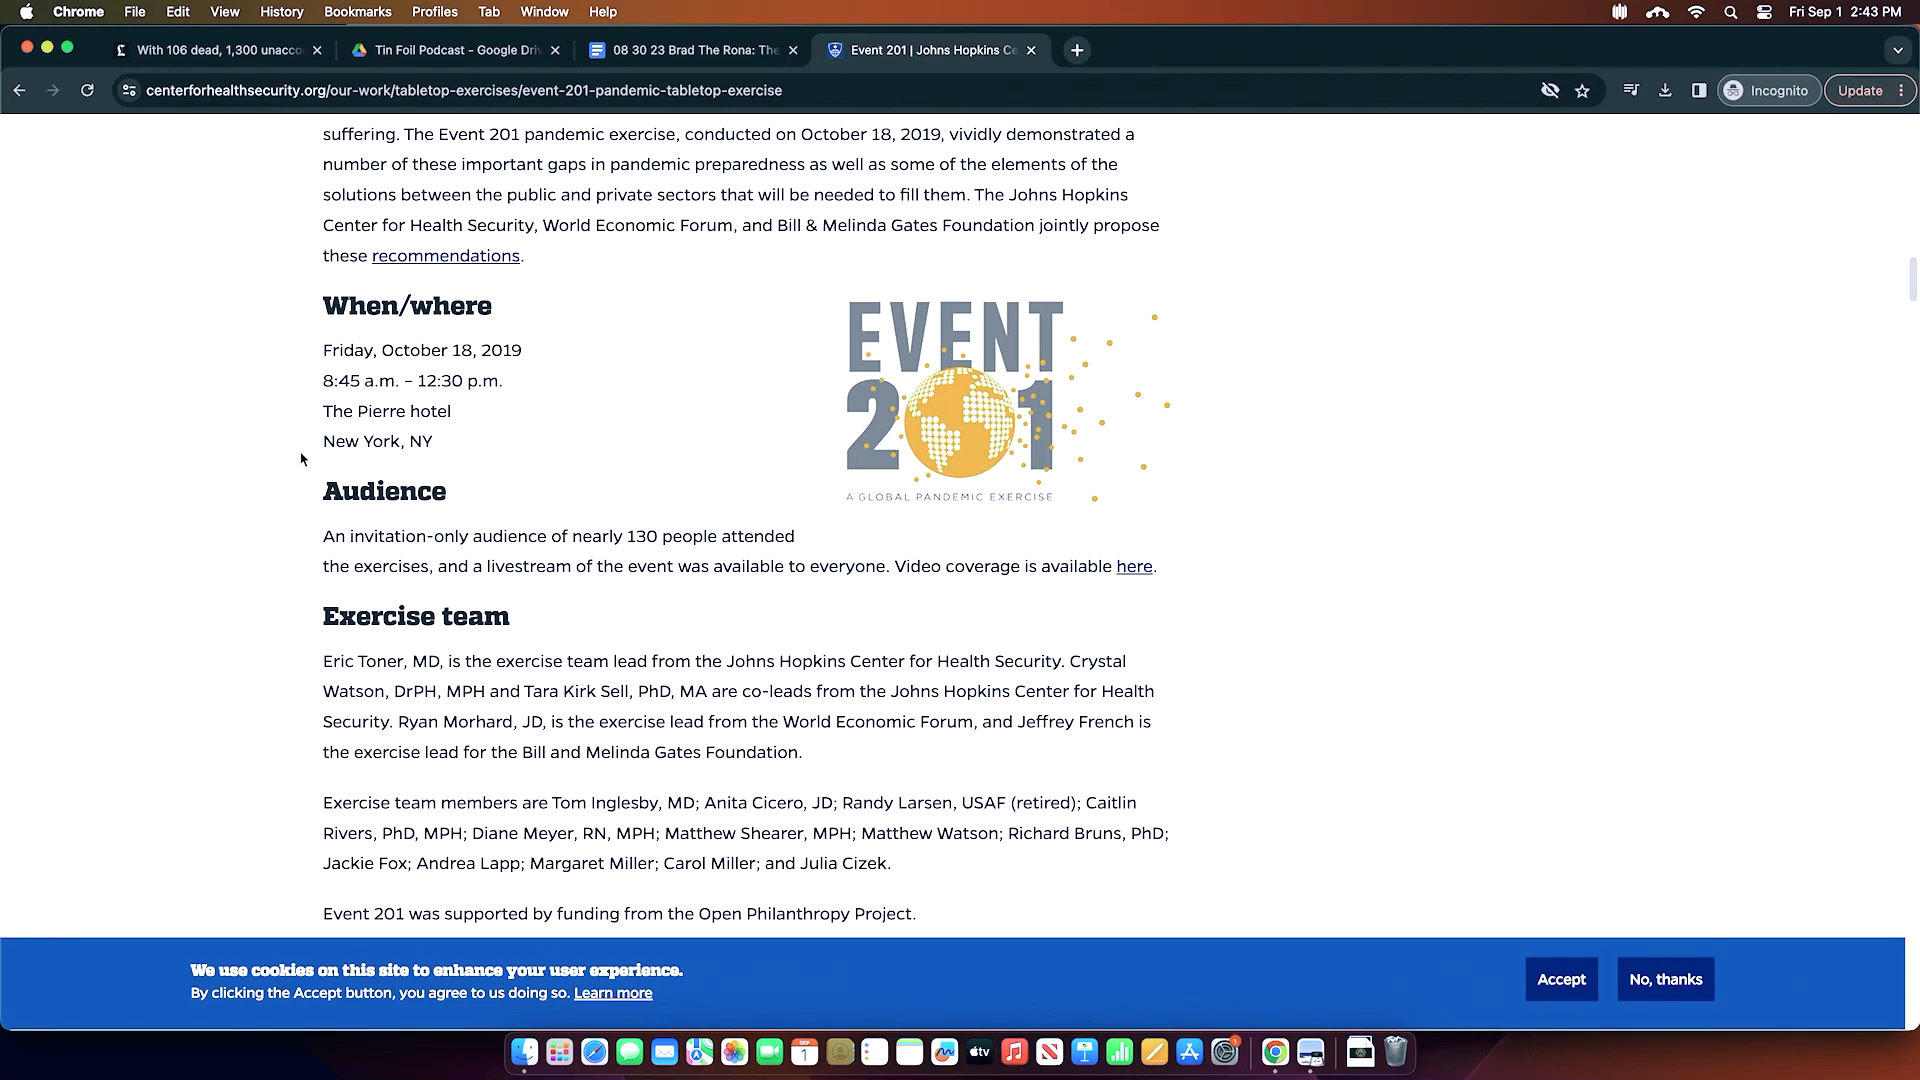 Chrome File Edit View History Bookmarks Profiles Tab Window Help Fri Sep 1 2:43 PM
With 106 dead, 1,300 unacco Tin Foil Podcast - Google Driv 08 30 23 Brad The Rona: The Event 201 | Johns Hopkins Ce
centerforhealthsecurity.org/our-work/tabletop-exercises/event-201-pandemic-tabletop-exercise Incognito Update
suffering. The Event 201 pandemic exercise, conducted on October 18, 2019, vividly demonstrated a
number of these important gaps in pandemic preparedness as well as some of the elements of the
solutions between the public and private sectors that will be needed to fill them. The Johns Hopkins
Center for Health Security, World Economic Forum, and Bill & Melinda Gates Foundation jointly propose
these recommendations.
When/where
Friday, October 18, 2019
8:45 a.m. – 12:30 p.m.
The Pierre hotel
New York, NY
EVENT
201
A GLOBAL PANDEMIC EXERCISE
Audience
An invitation-only audience of nearly 130 people attended
the exercises, and a livestream of the event was available to everyone. Video coverage is available here.
Exercise team
Eric Toner, MD, is the exercise team lead from the Johns Hopkins Center for Health Security. Crystal
Watson, DrPH, MPH and Tara Kirk Sell, PhD, MA are co-leads from the Johns Hopkins Center for Health
Security. Ryan Morhard, JD, is the exercise lead from the World Economic Forum, and Jeffrey French is
the exercise lead for the Bill and Melinda Gates Foundation.
Exercise team members are Tom Inglesby, MD; Anita Cicero, JD; Randy Larsen, USAF (retired); Caitlin
Rivers, PhD, MPH; Diane Meyer, RN, MPH; Matthew Shearer, MPH; Matthew Watson; Richard Bruns, PhD;
Jackie Fox; Andrea Lapp; Margaret Miller; Carol Miller; and Julia Cizek.
Event 201 was supported by funding from the Open Philanthropy Project.
We use cookies on this site to enhance your user experience.
By clicking the Accept button, you agree to us doing so. Learn more
Accept No, thanks
SEP
1
tv
1